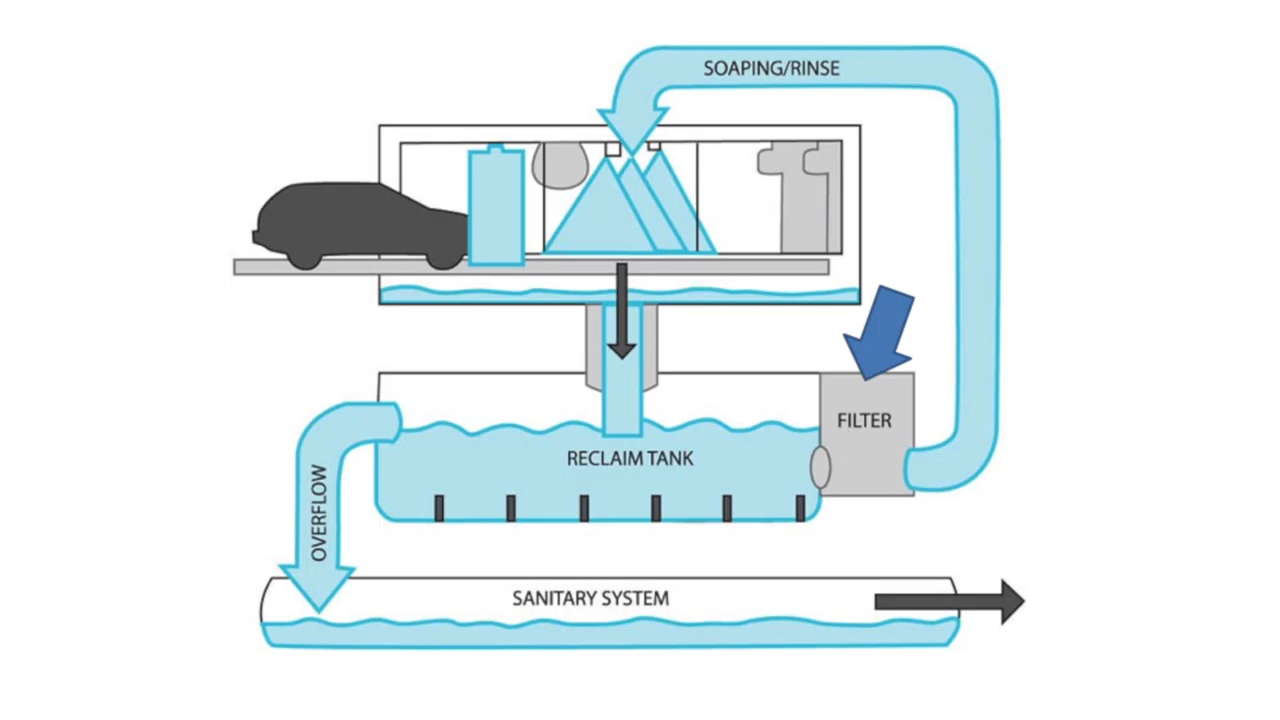 SOAPING/RINSE
FILTER
RECLAIM TANK
OVERFLOW
SANITARY SYSTEM